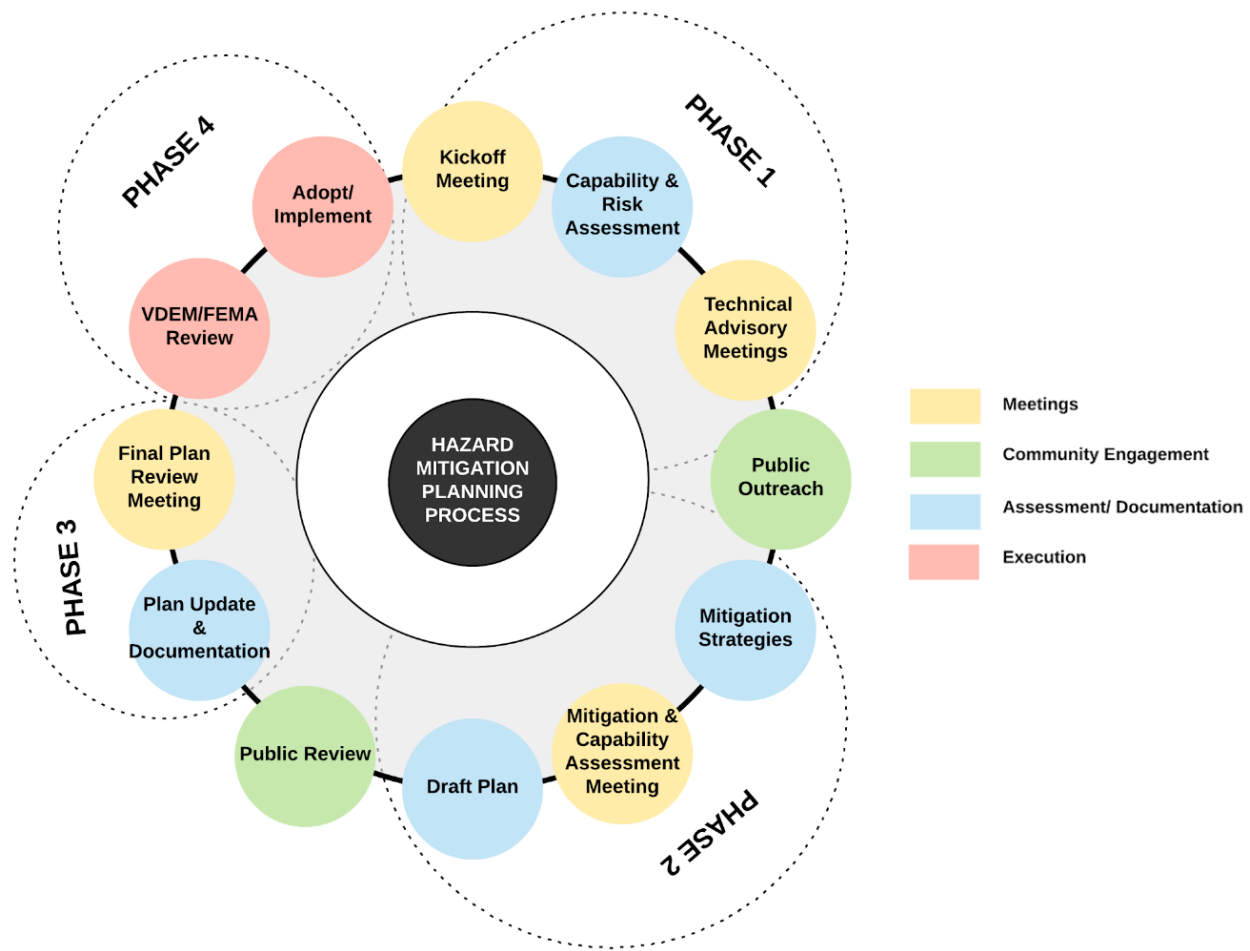 PHASE 1
PHASE 4
Kickoff
Meeting
Capability &
Risk
Assessment
Adopt/
Implement
Technical
Advisory
Meetings
VDEM/FEMA
Review
Public
Outreach
HAZARD
MITIGATION
PLANNING
PROCESS
Final Plan
Review
Meeting
PHASE 3
Mitigation
Strategies
Plan Update
&
Documentation
Mitigation &
Capability
Assessment
Meeting
Public Review
Draft Plan
PHASE 2
Meetings
Community Engagement
Assessment/ Documentation
Execution